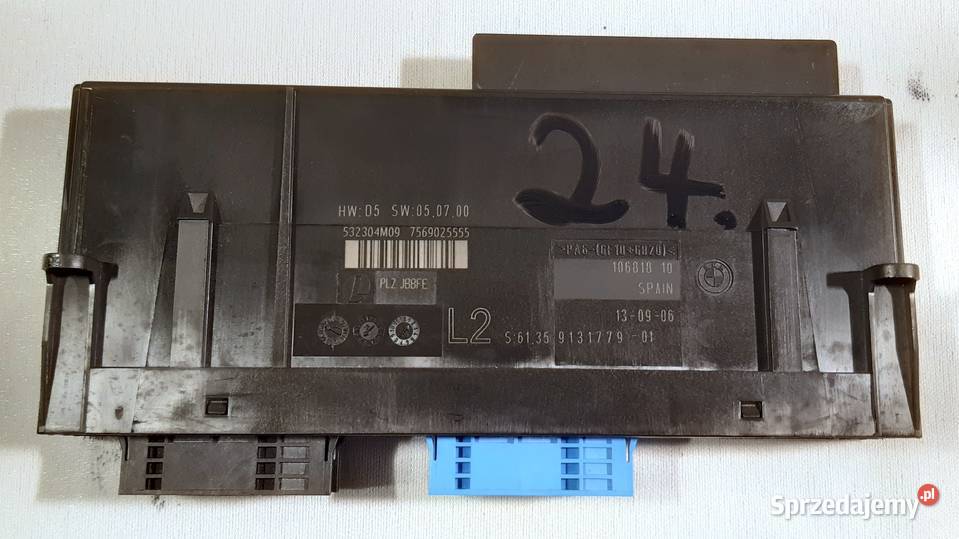 24.
HW: D5 SW: 05.07.00
532304M09 7569025555
PLZ JBBFE
L2
106818 10
SPAIN
13-09-06
S: 61.35 9131779-01
Sprzedajemy.pl